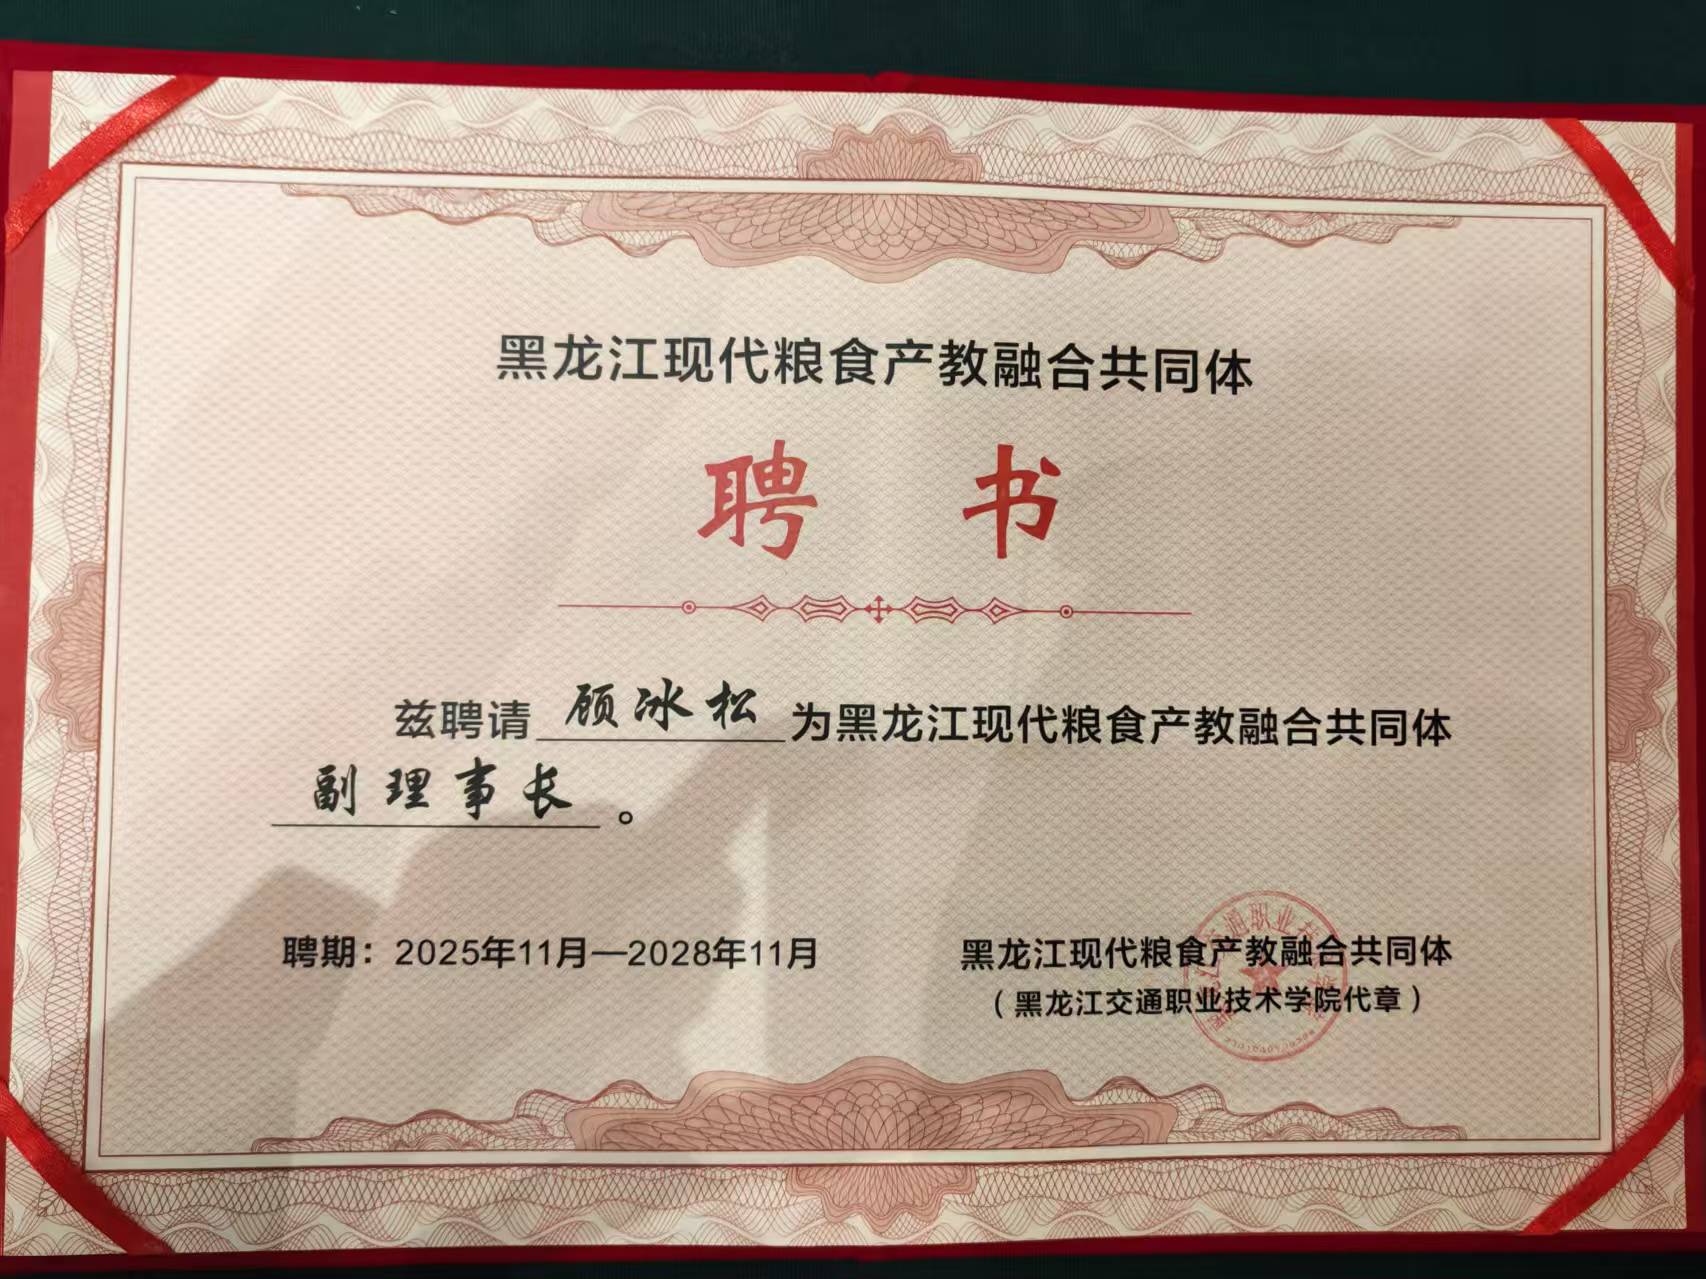 黑龙江现代粮食产教融合共同体
聘 书
兹聘请 顾冰松 为黑龙江现代粮食产教融合共同体
副理事长 。
聘期：2025年11月—2028年11月
黑龙江现代粮食产教融合共同体
（黑龙江交通职业技术学院代章）